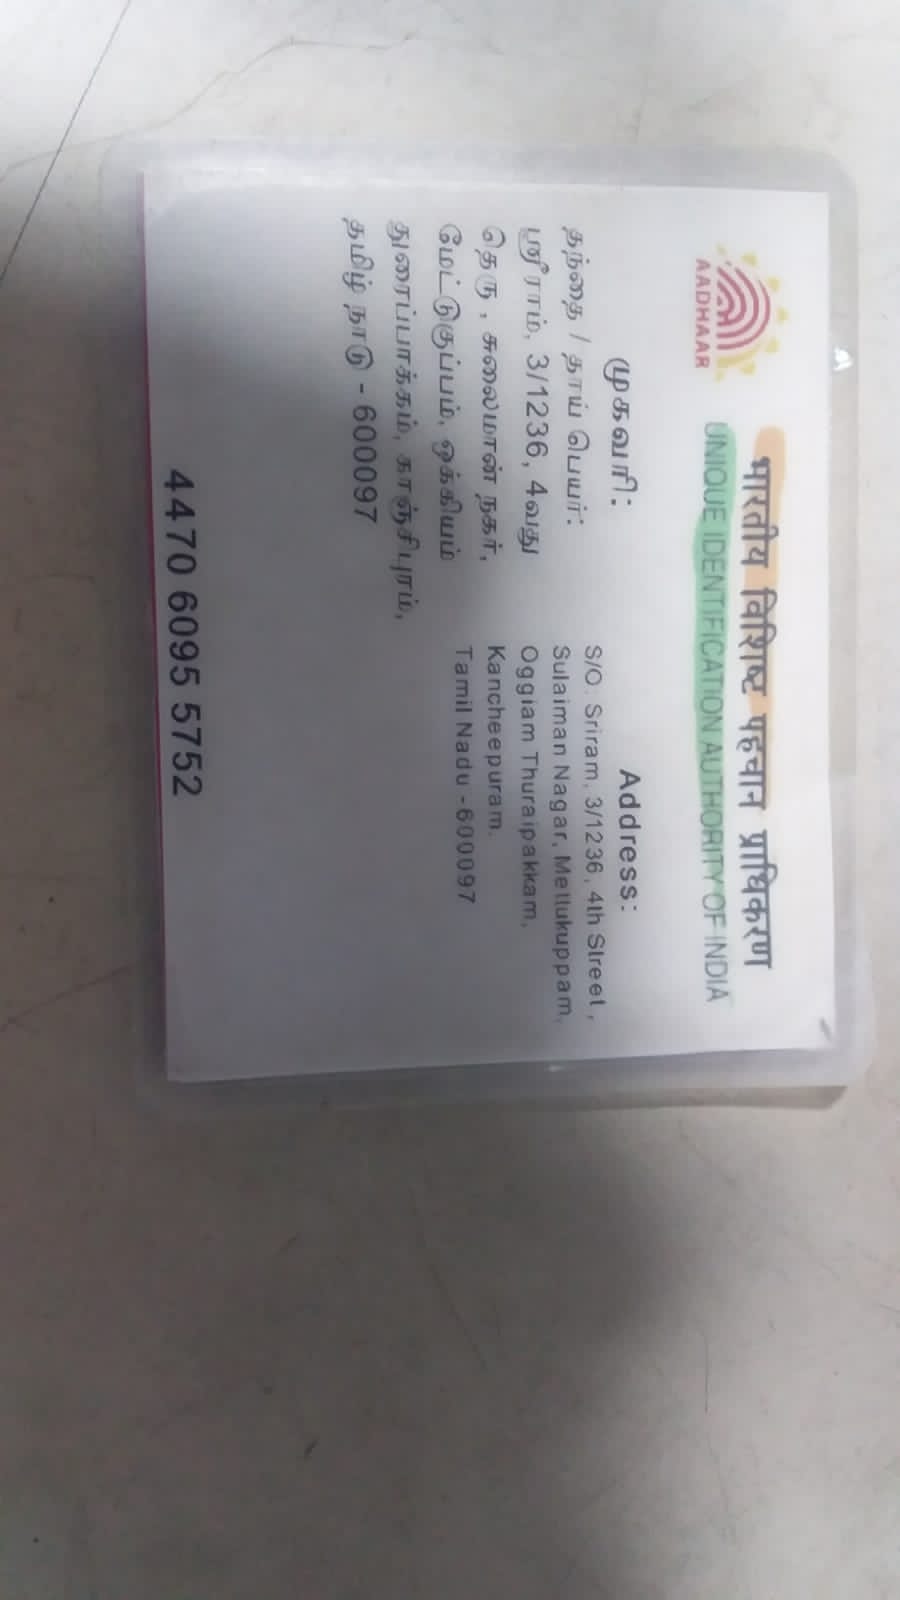 भारतीय विशिष्ट पहचान प्राधिकरण
UNIQUE IDENTIFICATION AUTHORITY OF INDIA
AADHAAR
முகவரி:
தந்தை / தாய் பெயர்:
ஸ்ரீராம், 3/1236, 4வது
தெரு , சுலைமான் நகர்,
மேட்டுகுப்பம், ஒக்கியம்
துரைப்பாக்கம், காஞ்சிபுரம்,
தமிழ் நாடு - 600097
Address:
S/O : Sriram, 3/1236, 4th Street ,
Sulaiman Nagar, Mettukuppam,
Oggiam Thuraipakkam,
Kancheepuram.
Tamil Nadu -600097
4470 6095 5752